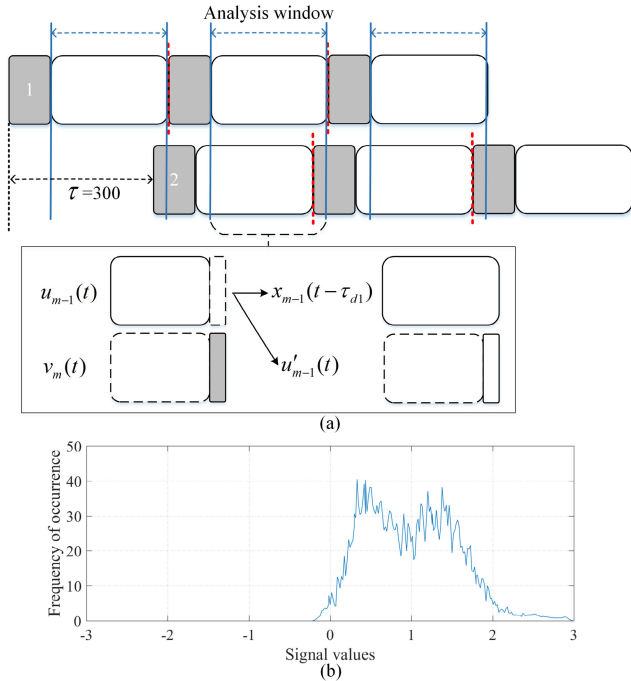 Analysis window
1
2
τ =300
u_{m-1}(t)
x_{m-1}(t − τ_{d1})
v_m(t)
u′_{m-1}(t)
(a)
Frequency of occurrence
50
40
30
20
10
0
-3 -2 -1 0 1 2 3
Signal values
(b)